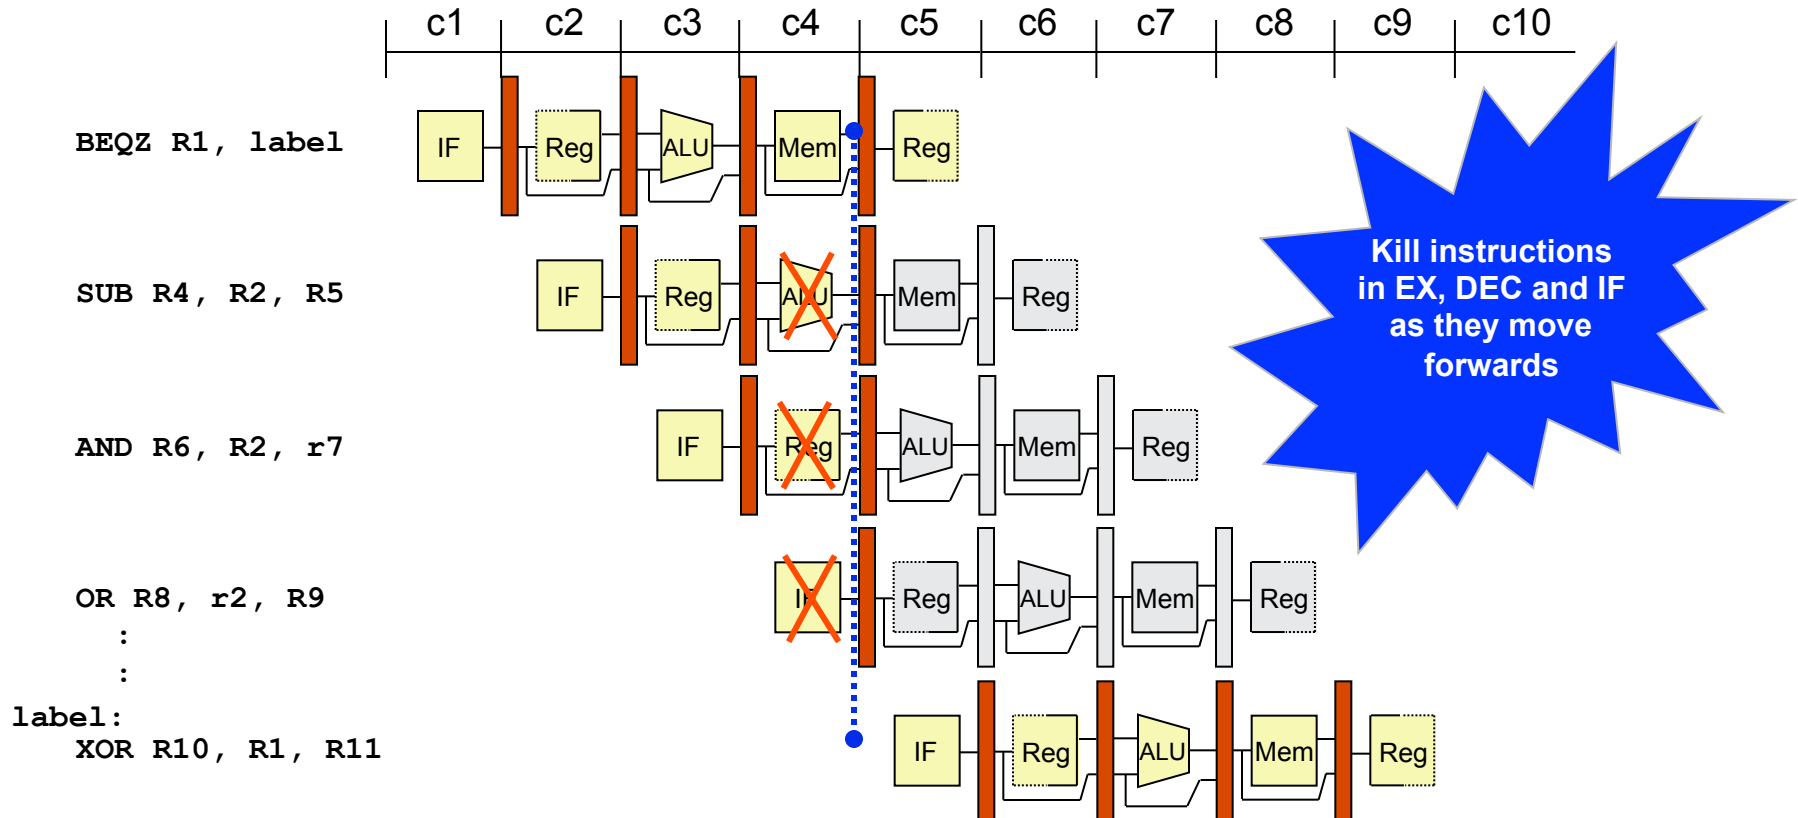 c1 c2 c3 c4 c5 c6 c7 c8 c9 c10
BEQZ R1, label IF Reg ALU Mem Reg
SUB R4, R2, R5 IF Reg ALU Mem Reg
AND R6, R2, r7 IF Reg ALU Mem Reg
OR R8, r2, R9 IF Reg ALU Mem Reg
:
:
label:
XOR R10, R1, R11 IF Reg ALU Mem Reg
Kill instructions
in EX, DEC and IF
as they move
forwards